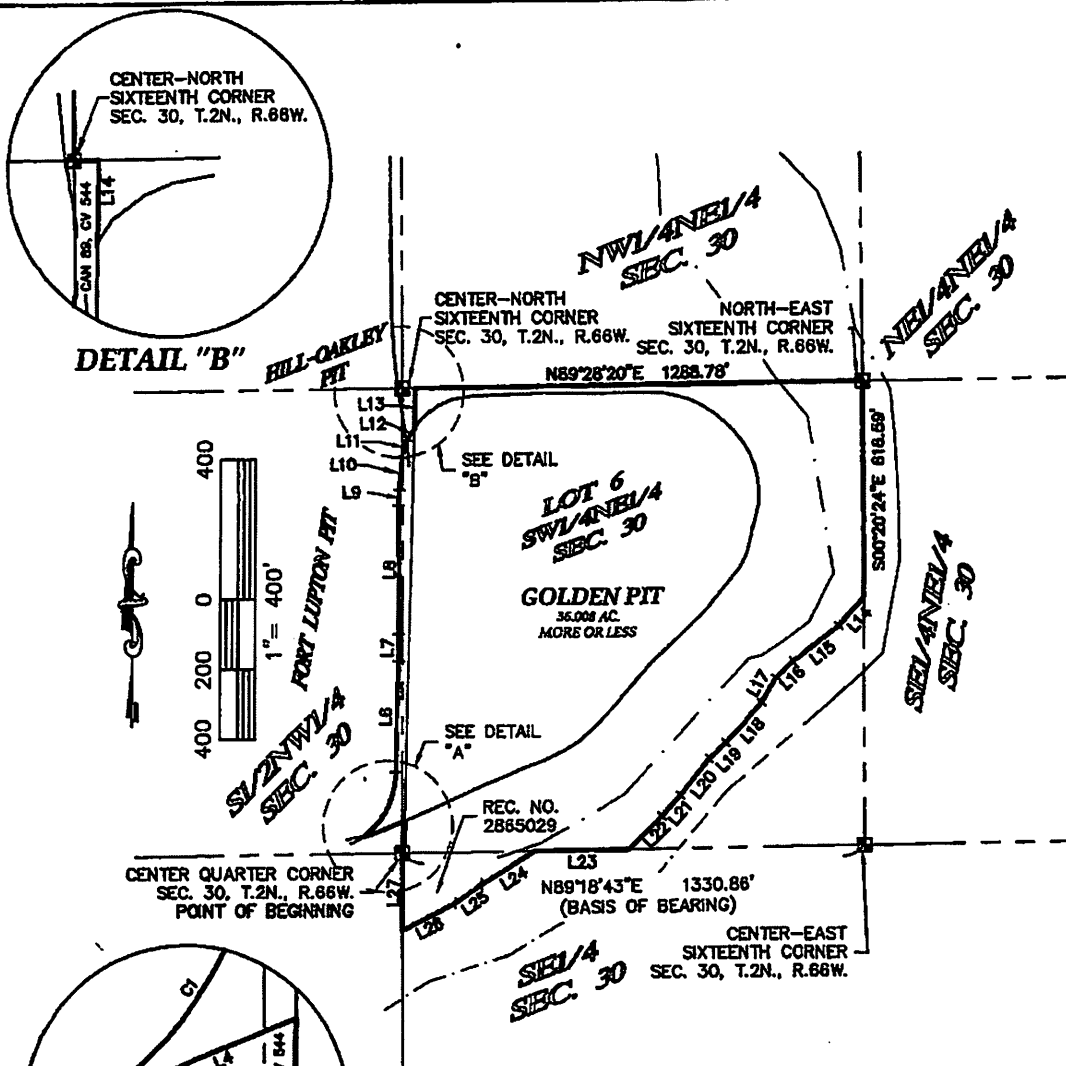 CENTER-NORTH
SIXTEENTH CORNER
SEC. 30, T.2N., R.66W.
L14
CAN 89, CV 544
DETAIL "B"
HILL-OAKLEY
PIT
CENTER-NORTH
SIXTEENTH CORNER
SEC. 30, T.2N., R.66W.
NW1/4NE1/4
SEC. 30
NORTH-EAST
SIXTEENTH CORNER
SEC. 30, T.2N., R.66W.
NE1/4NE1/4
SEC. 30
N89°28'20"E 1288.78'
L13
L12
L11
L10
L9
L8
L7
L6
SEE DETAIL
"B"
LOT 6
SW1/4NE1/4
SEC. 30
GOLDEN PIT
36.008 AC.
MORE OR LESS
S00°20'24"E 618.69'
SE1/4NE1/4
SEC. 30
400
0
200
400
1"= 400'
FORT LUPTON PIT
S1/2NW1/4
SEC. 30
SEE DETAIL
"A"
REC. NO.
2865029
L14
L15
L16
L17
L18
L19
L20
L21
L22
L23
L24
L25
L26
L27
CENTER QUARTER CORNER
SEC. 30, T.2N., R.66W.
POINT OF BEGINNING
N89°18'43"E 1330.86'
(BASIS OF BEARING)
CENTER-EAST
SIXTEENTH CORNER
SEC. 30, T.2N., R.66W.
SE1/4
SEC. 30
C1
544